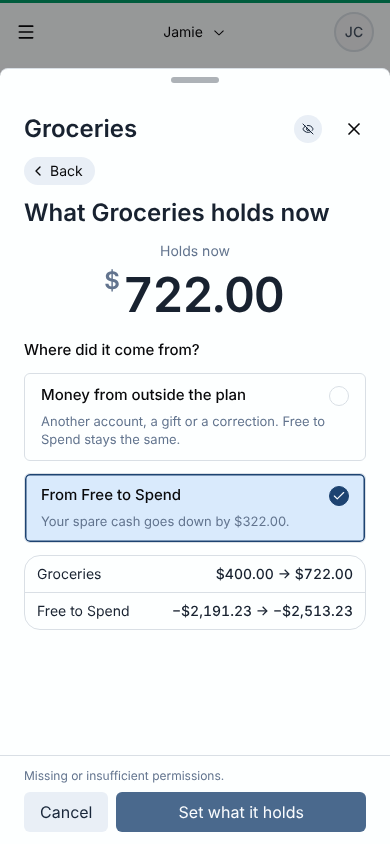 Jamie
JC
Groceries
Back
What Groceries holds now
Holds now
$722.00
Where did it come from?
Money from outside the plan
Another account, a gift or a correction. Free to
Spend stays the same.
From Free to Spend
Your spare cash goes down by $322.00.
Groceries $400.00 → $722.00
Free to Spend −$2,191.23 → −$2,513.23
Missing or insufficient permissions.
Cancel Set what it holds